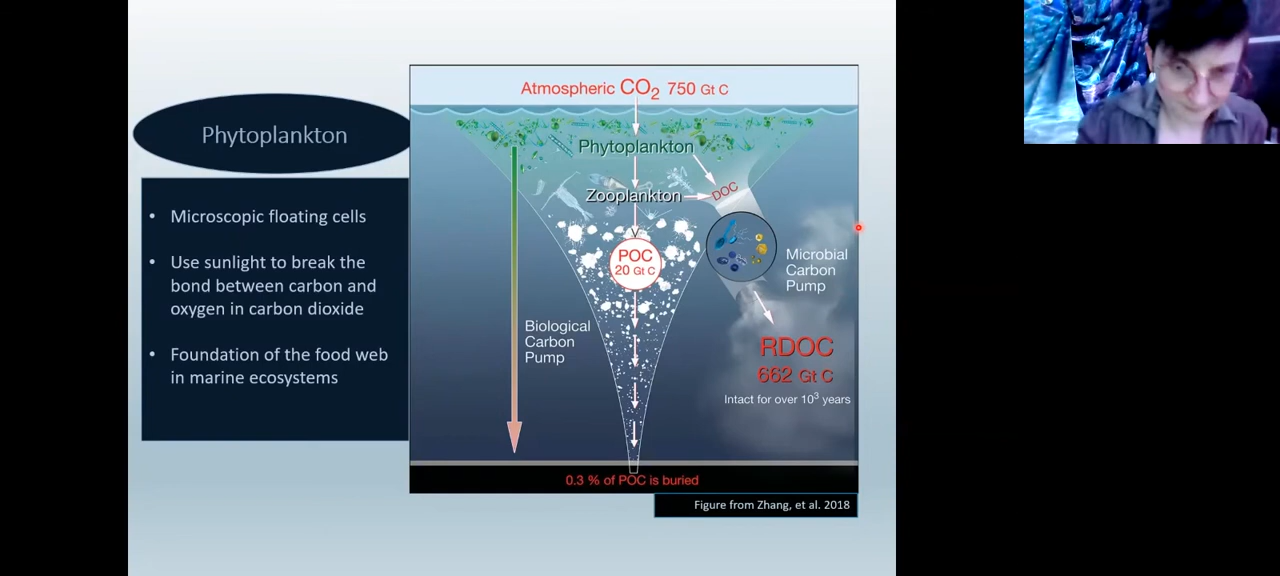 Phytoplankton
• Microscopic floating cells
• Use sunlight to break the
bond between carbon and
oxygen in carbon dioxide
• Foundation of the food web
in marine ecosystems
Atmospheric CO2 750 Gt C
Phytoplankton
Zooplankton
DOC
POC
20 Gt C
Microbial
Carbon
Pump
Biological
Carbon
Pump
RDOC
662 Gt C
Intact for over 10³ years
0.3 % of POC is buried
Figure from Zhang, et al. 2018